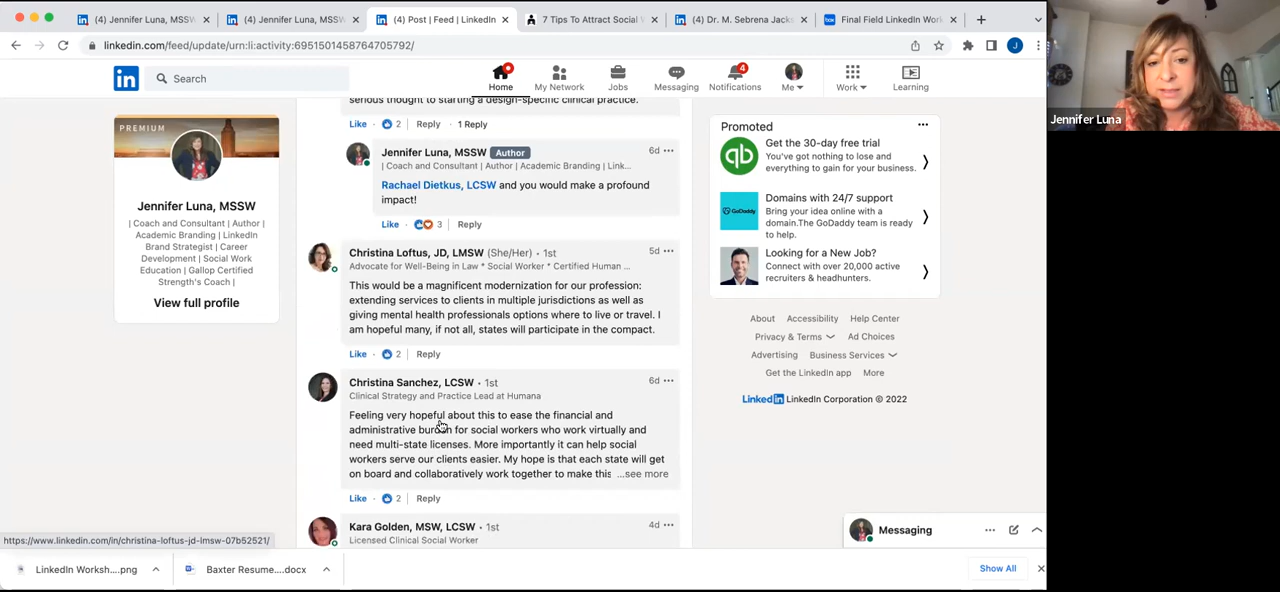 (4) Jennifer Luna, MSSW
(4) Jennifer Luna, MSSW
(4) Post | Feed | LinkedIn
7 Tips To Attract Social
(4) Dr. M. Sebrena Jacks
Final Field LinkedIn Work
linkedin.com/feed/update/urn:li:activity:6951501458764705792/
J
in
Search
Home
My Network
Jobs
Messaging
4
Notifications
Me
Work
Learning
Jennifer Luna
PREMIUM
Jennifer Luna, MSSW
| Coach and Consultant | Author |
Academic Branding | LinkedIn
Brand Strategist | Career
Development | Social Work
Education | Gallop Certified
Strength's Coach |
View full profile
serious thought to starting a design-specific clinical practice.
Like · 2 Reply · 1 Reply
Jennifer Luna, MSSW Author 6d
| Coach and Consultant | Author | Academic Branding | Link...
Rachael Dietkus, LCSW and you would make a profound
impact!
Like · 3 Reply
Christina Loftus, JD, LMSW (She/Her) • 1st 5d
Advocate for Well-Being in Law * Social Worker * Certified Human ...
This would be a magnificent modernization for our profession:
extending services to clients in multiple jurisdictions as well as
giving mental health professionals options where to live or travel. I
am hopeful many, if not all, states will participate in the compact.
Like · 2 Reply
Christina Sanchez, LCSW • 1st 6d
Clinical Strategy and Practice Lead at Humana
Feeling very hopeful about this to ease the financial and
administrative burden for social workers who work virtually and
need multi-state licenses. More importantly it can help social
workers serve our clients easier. My hope is that each state will get
on board and collaboratively work together to make this ...see more
Like · 2 Reply
Kara Golden, MSW, LCSW • 1st 4d
Licensed Clinical Social Worker
Promoted
qb
Get the 30-day free trial
You've got nothing to lose and
everything to gain for your business.
GoDaddy
Domains with 24/7 support
Bring your idea online with a
domain.The GoDaddy team is ready
to help.
Looking for a New Job?
Connect with over 20,000 active
recruiters & headhunters.
About Accessibility Help Center
Privacy & Terms Ad Choices
Advertising Business Services
Get the LinkedIn app More
LinkedIn LinkedIn Corporation © 2022
Messaging
https://www.linkedin.com/in/christina-loftus-jd-lmsw-07b52521/
LinkedIn Worksh....png
Baxter Resume....docx
Show All